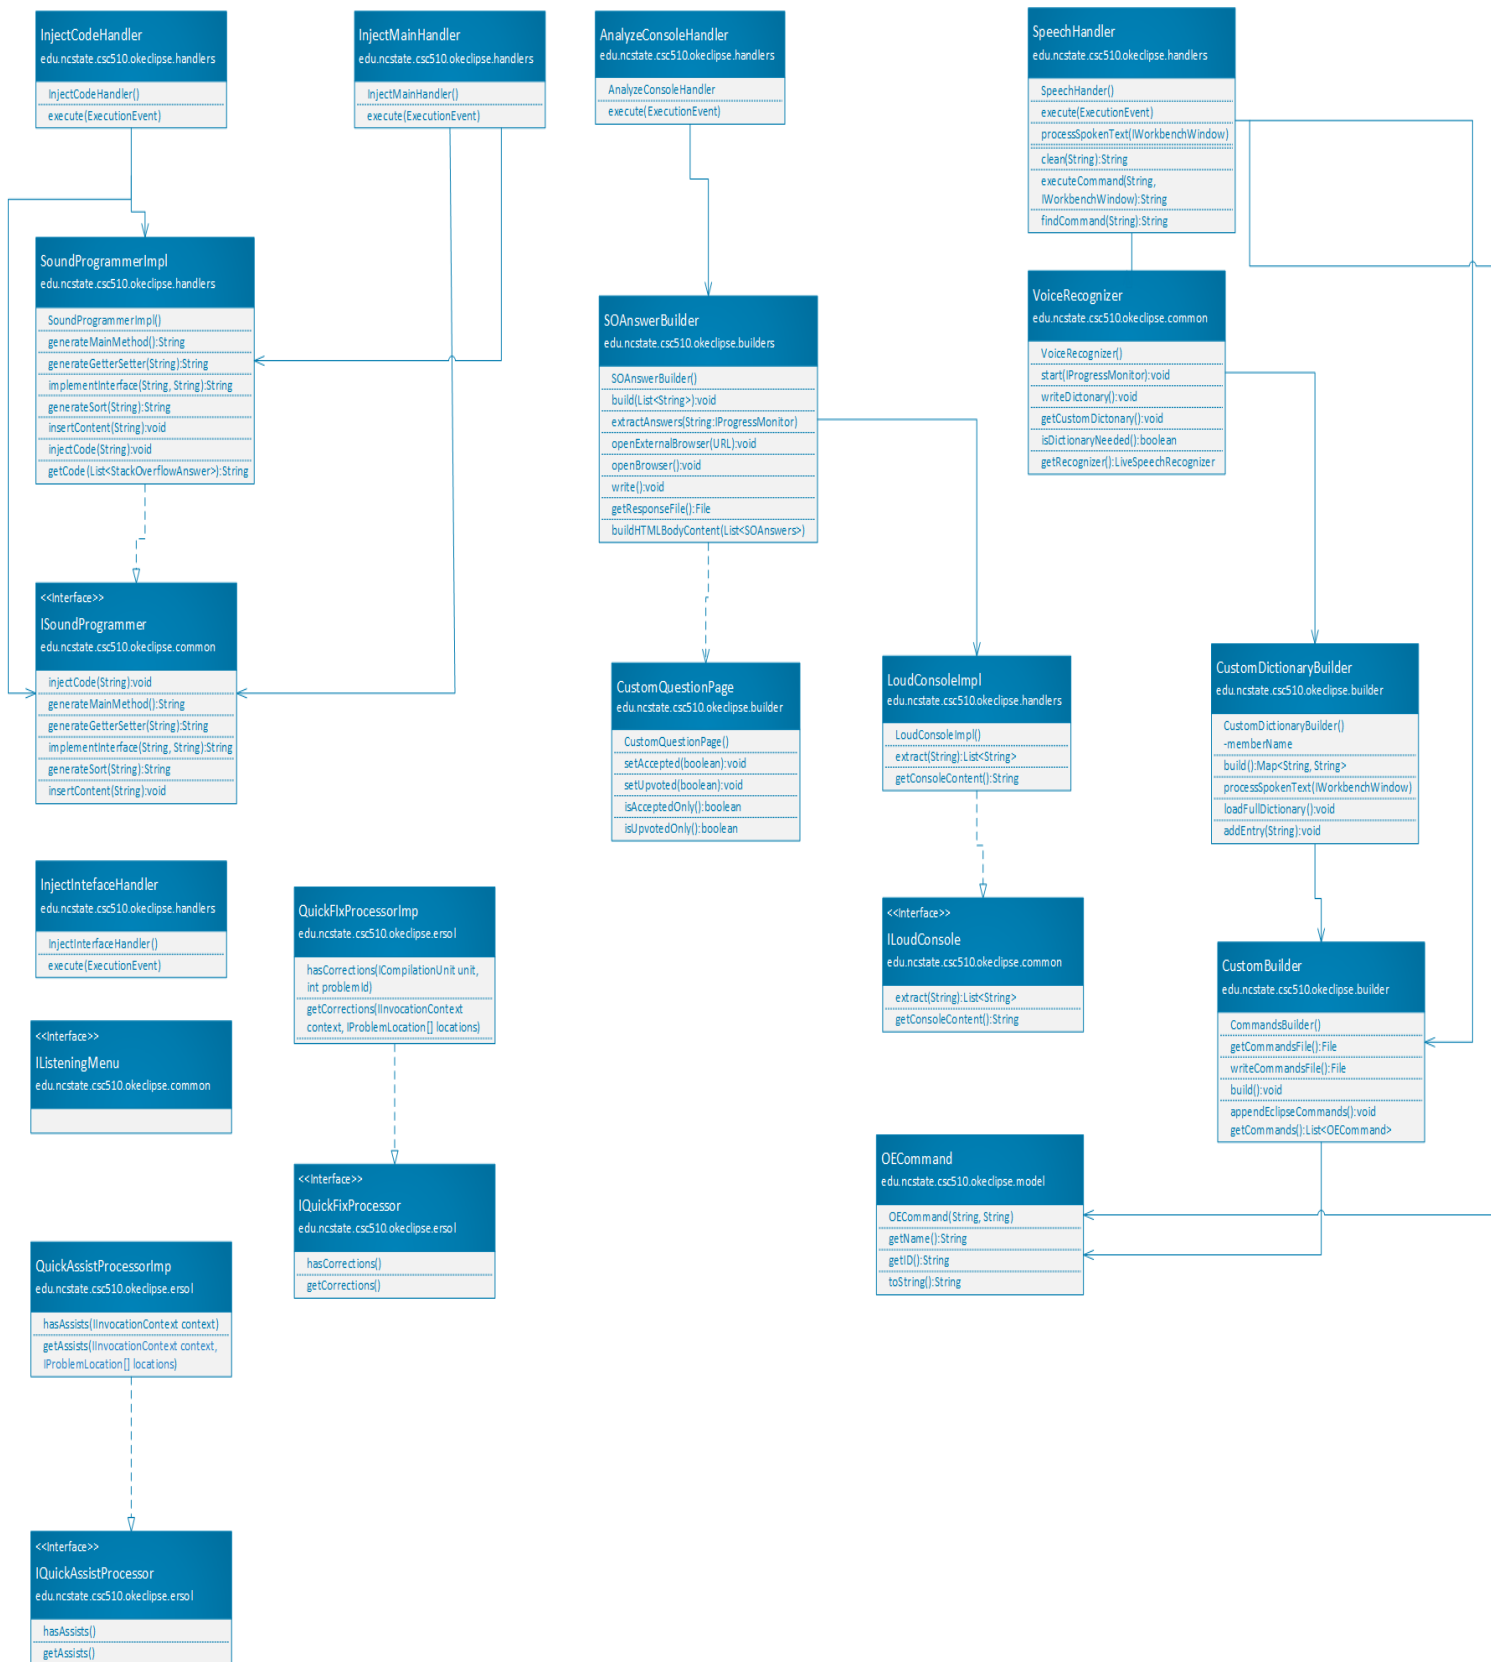 InjectCodeHandler
edu.ncstate.csc510.okeclipse.handlers
InjectCodeHandler()
execute(ExecutionEvent)
InjectMainHandler
edu.ncstate.csc510.okeclipse.handlers
InjectMainHandler()
execute(ExecutionEvent)
AnalyzeConsoleHandler
edu.ncstate.csc510.okeclipse.handlers
AnalyzeConsoleHandler
execute(ExecutionEvent)
SpeechHandler
edu.ncstate.csc510.okeclipse.handlers
SpeechHander()
execute(ExecutionEvent)
processSpokenText(IWorkbenchWindow)
clean(String):String
executeCommand(String,
IWorkbenchWindow):String
findCommand(String):String
SoundProgrammerImpl
edu.ncstate.csc510.okeclipse.handlers
SoundProgrammerImpl()
generateMainMethod():String
generateGetterSetter(String):String
implementInterface(String, String):String
generateSort(String):String
insertContent(String):void
injectCode(String):void
getCode(List<StackOverflowAnswer>):String
SOAnswerBuilder
edu.ncstate.csc510.okeclipse.builders
SOAnswerBuilder()
build(List<String>):void
extractAnswers(String:IProgressMonitor)
openExternalBrowser(URL):void
openBrowser():void
write():void
getResponseFile():File
buildHTMLBodyContent(List<SOAnswers>)
VoiceRecognizer
edu.ncstate.csc510.okeclipse.common
VoiceRecognizer()
start(IProgressMonitor):void
writeDictonary():void
getCustomDictonary():void
isDictionaryNeeded():boolean
getRecognizer():LiveSpeechRecognizer
<<Interface>>
ISoundProgrammer
edu.ncstate.csc510.okeclipse.common
injectCode(String):void
generateMainMethod():String
generateGetterSetter(String):String
implementInterface(String, String):String
generateSort(String):String
insertContent(String):void
CustomQuestionPage
edu.ncstate.csc510.okeclipse.builder
CustomQuestionPage()
setAccepted(boolean):void
setUpvoted(boolean):void
isAcceptedOnly():boolean
isUpvotedOnly():boolean
LoudConsoleImpl
edu.ncstate.csc510.okeclipse.handlers
LoudConsoleImpl()
extract(String):List<String>
getConsoleContent():String
CustomDictionaryBuilder
edu.ncstate.csc510.okeclipse.builder
CustomDictionaryBuilder()
-memberName
build():Map<String, String>
processSpokenText(IWorkbenchWindow)
loadFullDictionary():void
addEntry(String):void
InjectIntefaceHandler
edu.ncstate.csc510.okeclipse.handlers
InjectInterfaceHandler()
execute(ExecutionEvent)
QuickFIxProcessorImp
edu.ncstate.csc510.okeclipse.ersol
hasCorrections(ICompilationUnit unit,
int problemId)
getCorrections(IInvocationContext
context, IProblemLocation[] locations)
<<Interface>>
ILoudConsole
edu.ncstate.csc510.okeclipse.common
extract(String):List<String>
getConsoleContent():String
CustomBuilder
edu.ncstate.csc510.okeclipse.builder
CommandsBuilder()
getCommandsFile():File
writeCommandsFile():File
build():void
appendEclipseCommands():void
getCommands():List<OECommand>
<<Interface>>
IListeningMenu
edu.ncstate.csc510.okeclipse.common
OECommand
edu.ncstate.csc510.okeclipse.model
OECommand(String, String)
getName():String
getID():String
toString():String
<<Interface>>
IQuickFixProcessor
edu.ncstate.csc510.okeclipse.ersol
hasCorrections()
getCorrections()
QuickAssistProcessorImp
edu.ncstate.csc510.okeclipse.ersol
hasAssists(IInvocationContext context)
getAssists(IInvocationContext context,
IProblemLocation[] locations)
<<Interface>>
IQuickAssistProcessor
edu.ncstate.csc510.okeclipse.ersol
hasAssists()
getAssists()